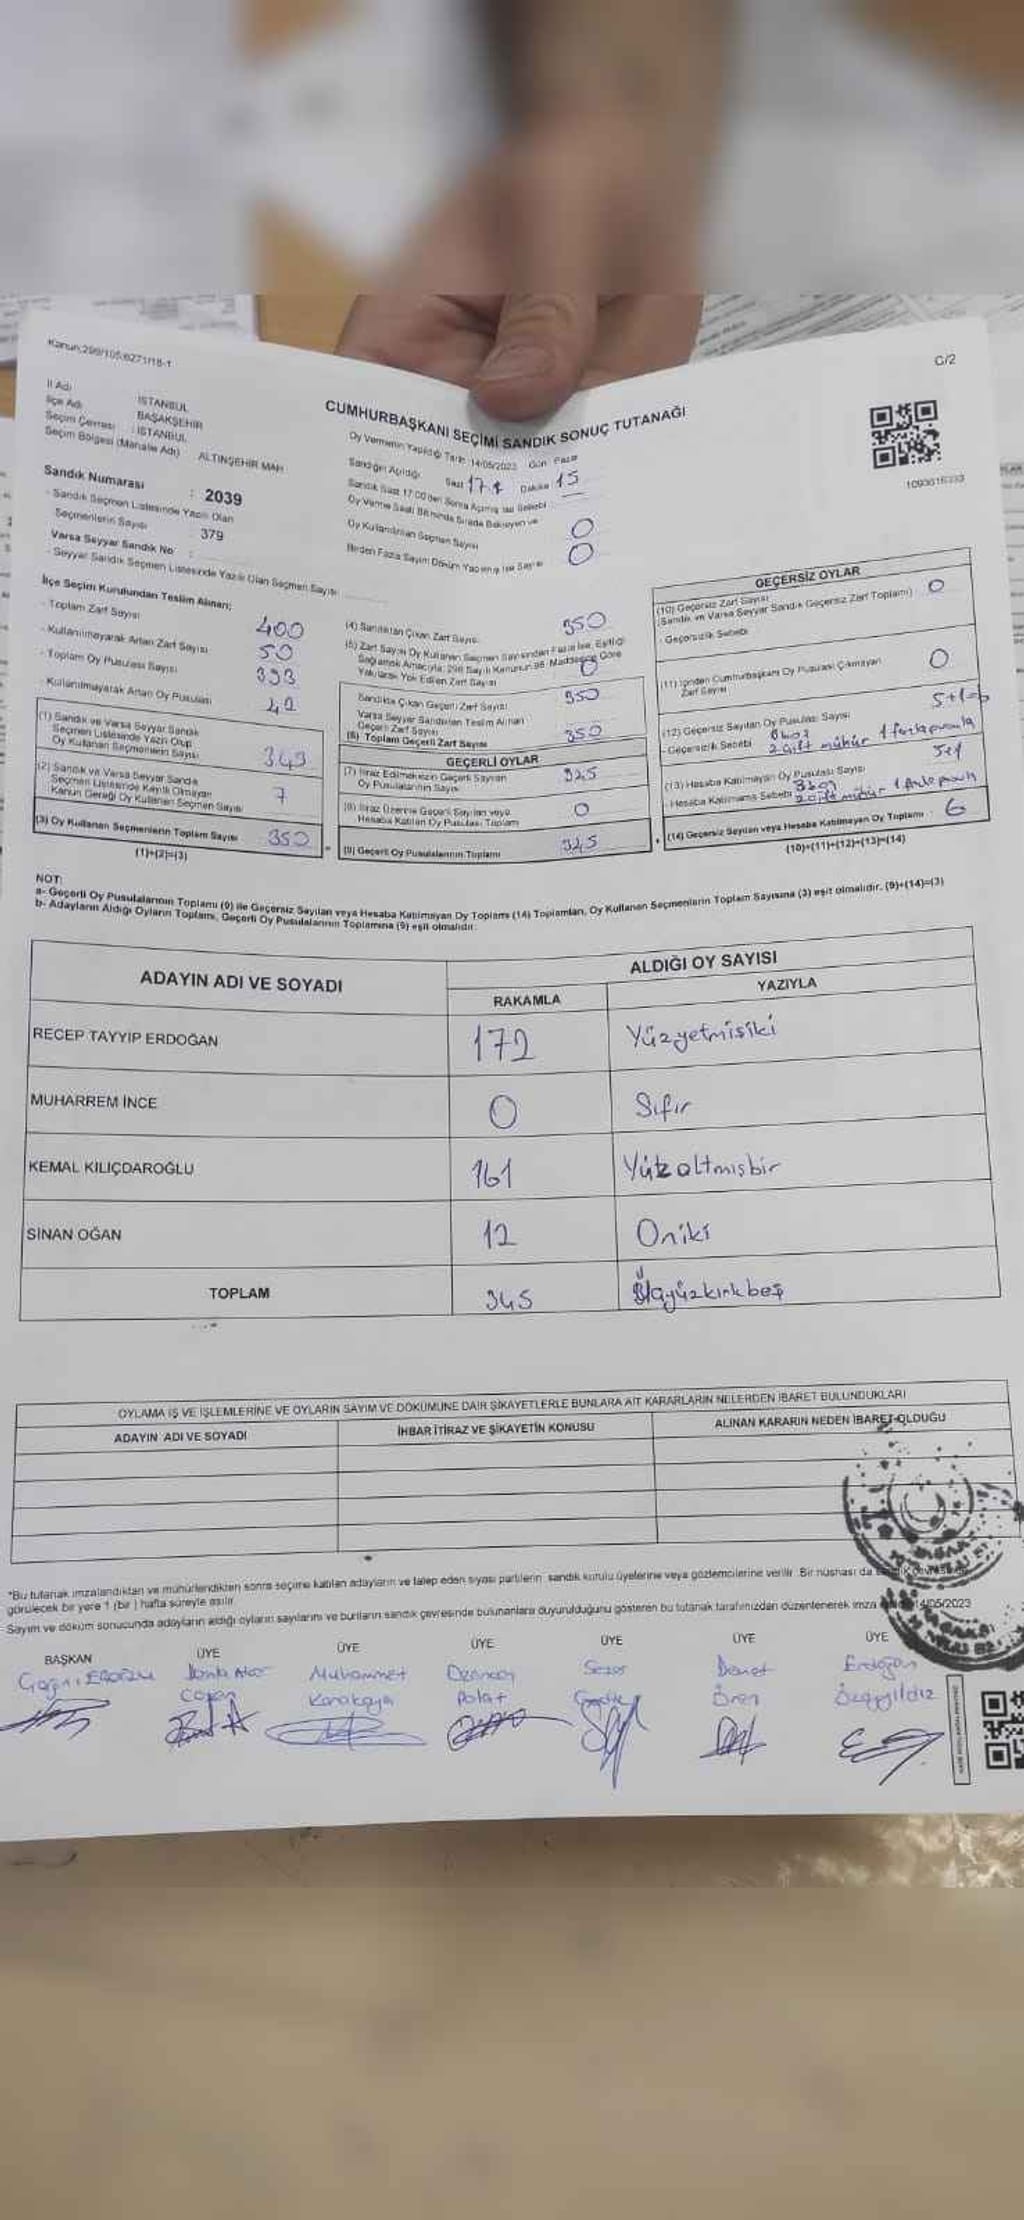 Kanun:298/105,6271/18-1
C/2
İl Adı : İSTANBUL
İlçe Adı : BAŞAKŞEHİR
Seçim Çevresi : İSTANBUL
Seçim Bölgesi (Mahalle Adı) ALTINŞEHİR MAH
Sandık Numarası : 2039
- Sandık Seçmen Listesinde Yazılı Olan
Seçmenlerin Sayısı 379
Varsa Seyyar Sandık No :
- Seyyar Sandık Seçmen Listesinde Yazılı Olan Seçmen Sayısı
CUMHURBAŞKANI SEÇİMİ SANDIK SONUÇ TUTANAĞI
Oy Vermenin Yapıldığı Tarih: 14/05/2023 Gün Pazar
Sandığın Açıldığı Saat 17 Dakika 15
Sandık Saat 17:00'den Sonra Açılmış ise Sebebi
Oy Verme Saati Bitiminde Sırada Bekleyen ve
Oy Kullandırılan Seçmen Sayısı 0
Birden Fazla Sayım Döküm Yapılmış ise Sayısı 0
1093616333
İlçe Seçim Kurulundan Teslim Alınan;
- Toplam Zarf Sayısı 400
- Kullanılmayarak Artan Zarf Sayısı 50
- Toplam Oy Pusulası Sayısı 393
- Kullanılmayarak Artan Oy Pusulası 42
(1) Sandık ve Varsa Seyyar Sandık
Seçmen Listesinde Yazılı Olup
Oy Kullanan Seçmenlerin Sayısı 343
(2) Sandık ve Varsa Seyyar Sandık
Seçmen Listesinde Kayıtlı Olmayan
Kanun Gereği Oy Kullanan Seçmen Sayısı 7
(3) Oy Kullanan Seçmenlerin Toplam Sayısı 350
(1)+(2)=(3)
(4) Sandıktan Çıkan Zarf Sayısı 350
(5) Zarf Sayısı Oy Kullanan Seçmen Sayısından Fazla ise, Eşitliği
Sağlamak Amacıyla; 298 Sayılı Kanunun 98. Maddesine Göre
Yakılarak Yok Edilen Zarf Sayısı 0
Sandıkta Çıkan Geçerli Zarf Sayısı 350
Varsa Seyyar Sandıktan Teslim Alınan
Geçerli Zarf Sayısı
(6) Toplam Geçerli Zarf Sayısı 350
GEÇERLİ OYLAR
(7) İtiraz Edilmeksizin Geçerli Sayılan
Oy Pusulalarının Sayısı 325
(8) İtiraz Üzerine Geçerli Sayılan veya
Hesaba Katılan Oy Pusulası Toplamı 0
(9) Geçerli Oy Pusulalarının Toplamı 345
GEÇERSİZ OYLAR
(10) Geçersiz Zarf Sayısı
(Sandık ve Varsa Seyyar Sandık Geçersiz Zarf Toplamı) 0
- Geçersizlik Sebebi
(11) İçinden Cumhurbaşkanı Oy Pusulası Çıkmayan
Zarf Sayısı 0
(12) Geçersiz Sayılan Oy Pusulası Sayısı 5+1=6
- Geçersizlik Sebebi 2 çift mühür 1 fazla pusula
(13) Hesaba Katılmayan Oy Pusulası Sayısı 5+1
- Hesaba Katılmama Sebebi 2 çift mühür 1 fazla pusula
(14) Geçersiz Sayılan veya Hesaba Katılmayan Oy Toplamı 6
(10)+(11)+(12)+(13)=(14)
NOT:
a- Geçerli Oy Pusulalarının Toplamı (9) ile Geçersiz Sayılan veya Hesaba Katılmayan Oy Toplamı (14) Toplamları, Oy Kullanan Seçmenlerin Toplam Sayısına (3) eşit olmalıdır. (9)+(14)=(3)
b- Adayların Aldığı Oyların Toplamı, Geçerli Oy Pusulalarının Toplamına (9) eşit olmalıdır.
ADAYIN ADI VE SOYADI
ALDIĞI OY SAYISI
RAKAMLA YAZIYLA
RECEP TAYYİP ERDOĞAN 172 Yüzyetmişiki
MUHARREM İNCE 0 Sıfır
KEMAL KILIÇDAROĞLU 161 Yüzaltmışbir
SİNAN OĞAN 12 Oniki
TOPLAM 345 Üçyüzkırkbeş
OYLAMA İŞ VE İŞLEMLERİNE VE OYLARIN SAYIM VE DÖKÜMÜNE DAİR ŞİKAYETLERLE BUNLARA AİT KARARLARIN NELERDEN İBARET BULUNDUKLARI
ADAYIN ADI VE SOYADI İHBAR İTİRAZ VE ŞİKAYETİN KONUSU ALINAN KARARIN NEDEN İBARET OLDUĞU
*Bu tutanak imzalandıktan ve mühürlendikten sonra seçime katılan adayların ve talep eden siyasi partilerin sandık kurulu üyelerine veya gözlemcilerine verilir. Bir nüshası da sandık çevresinde
görülecek bir yere 1 (bir) hafta süreyle asılır.
Sayım ve döküm sonucunda adayların aldığı oyların sayılarını ve bunların sandık çevresinde bulunanlara duyurulduğunu gösteren bu tutanak tarafımızdan düzenlenerek imza 14/05/2023
BAŞKAN ÜYE ÜYE ÜYE ÜYE ÜYE ÜYE
Muhammet Karakaya
Polat
Sezer
Demet Ören
Erdoğan Özgyıldız